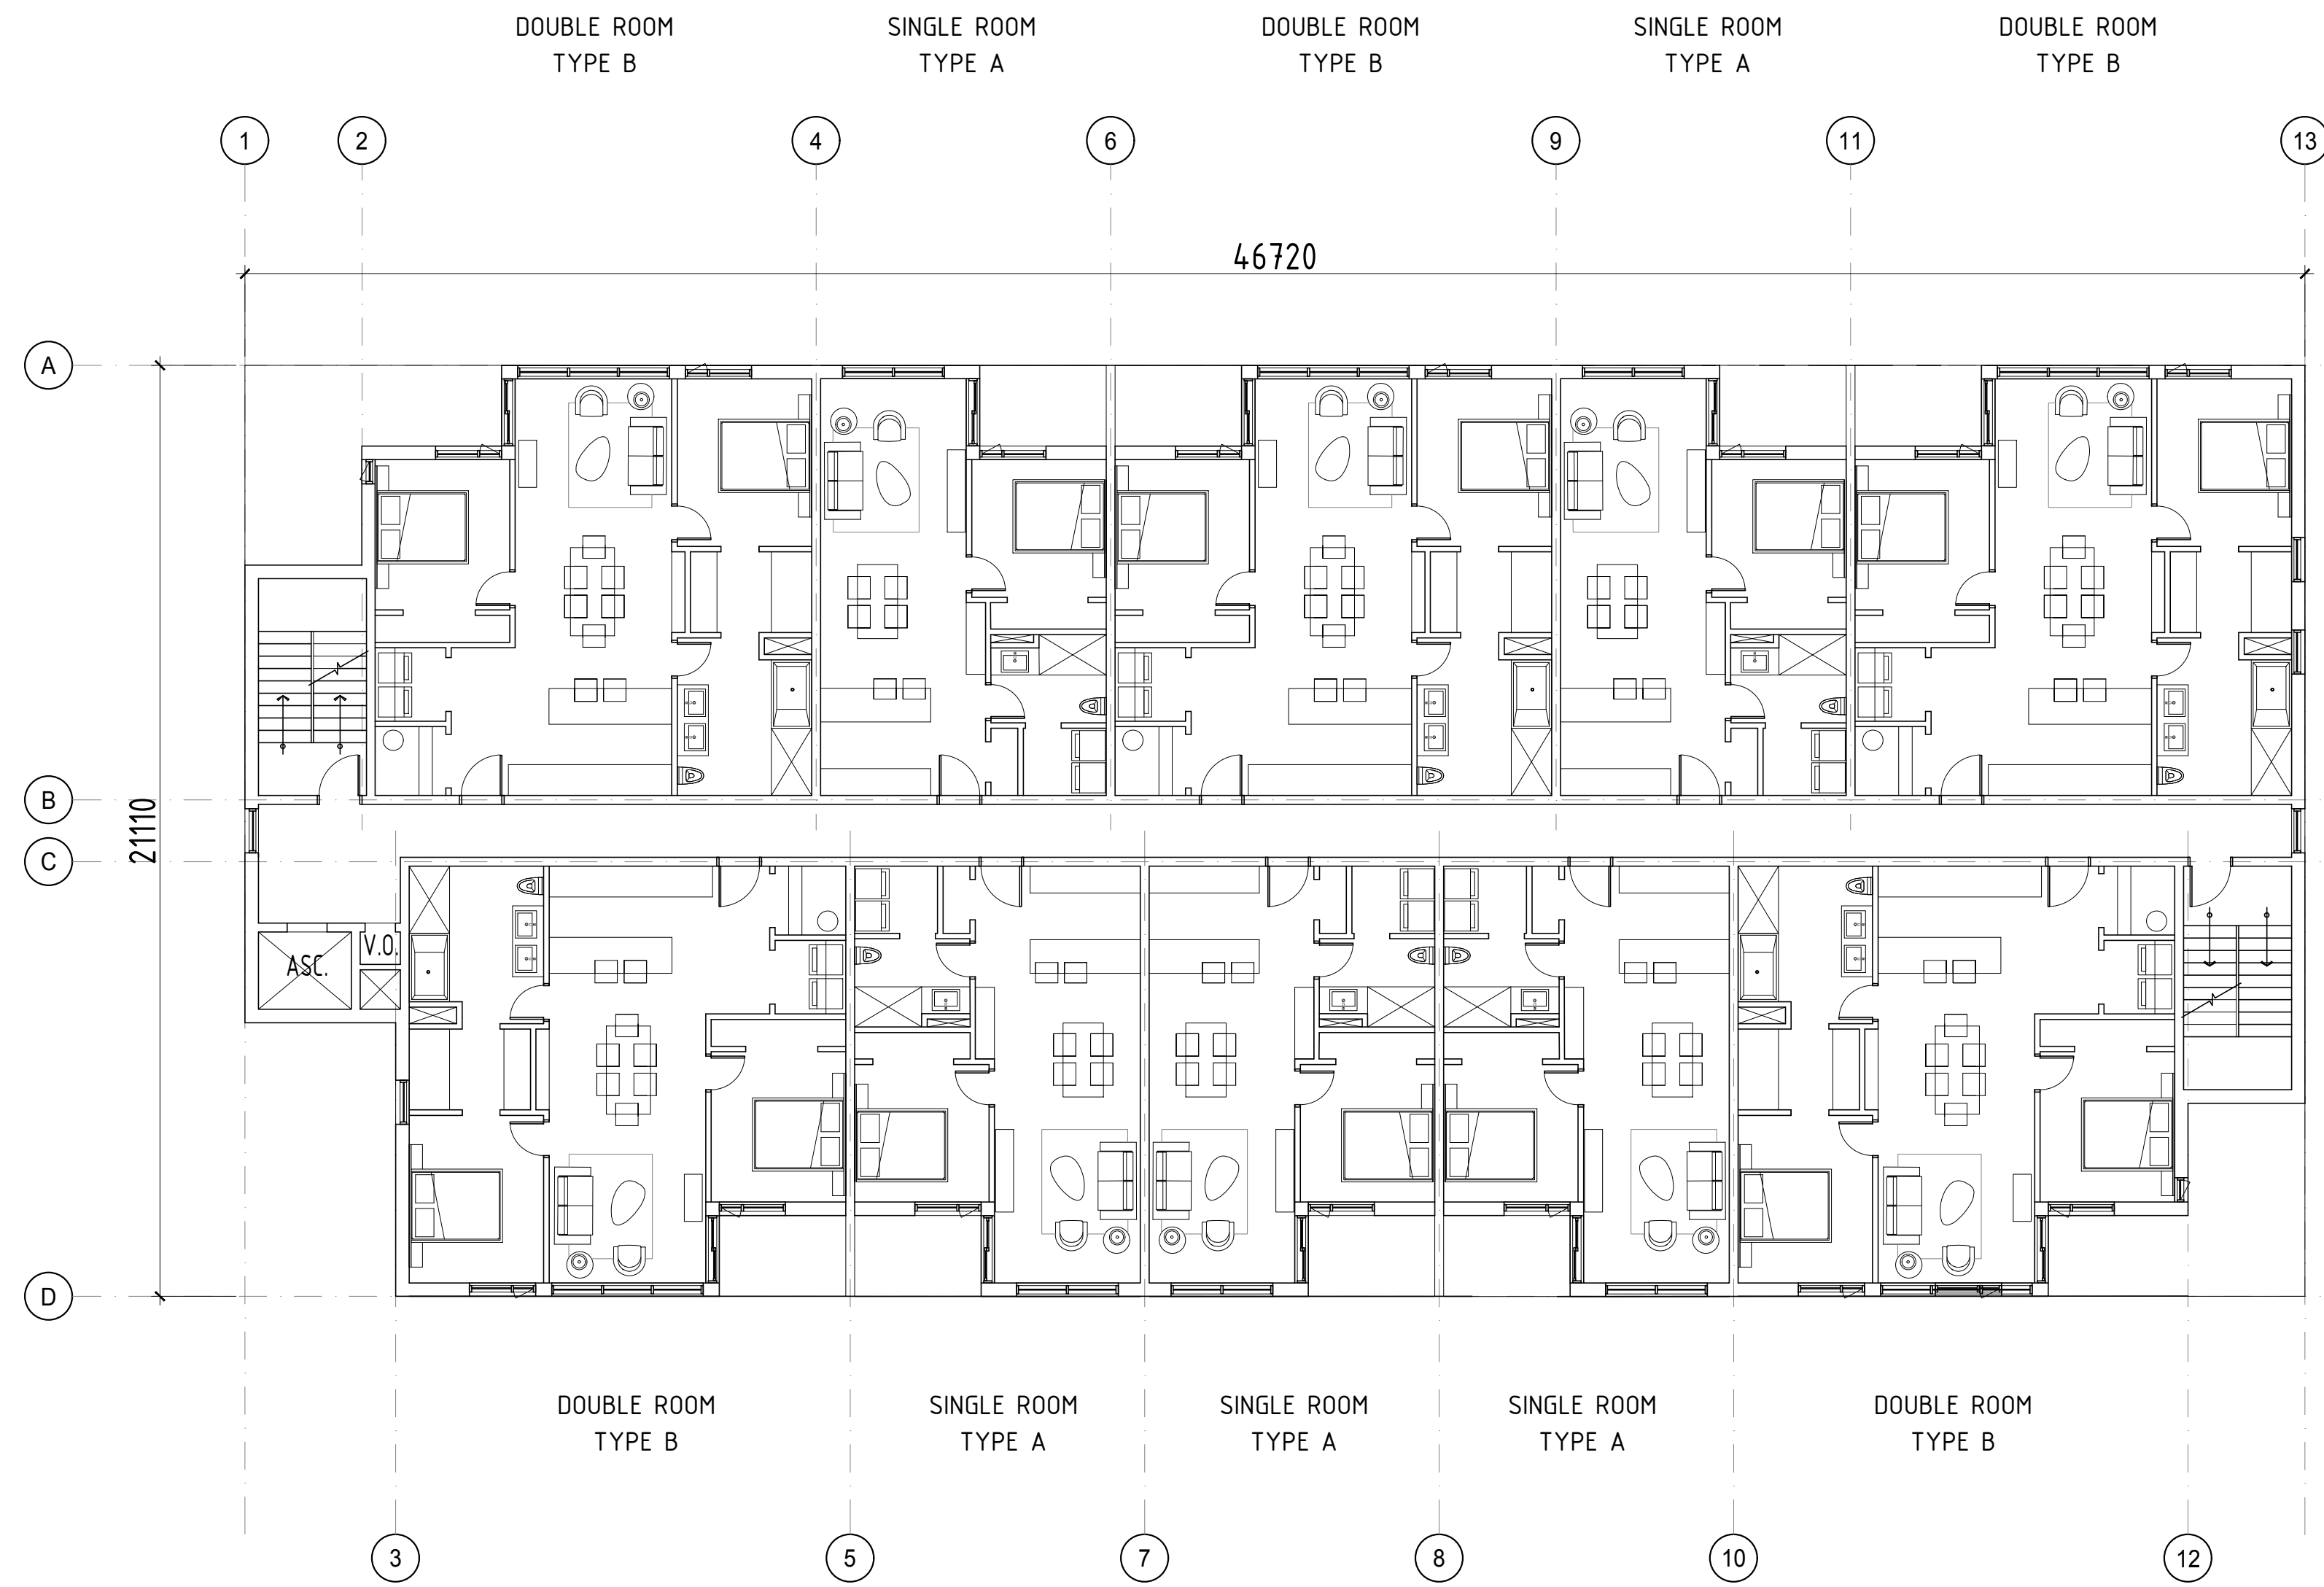 DOUBLE ROOM
TYPE B
SINGLE ROOM
TYPE A
DOUBLE ROOM
TYPE B
SINGLE ROOM
TYPE A
DOUBLE ROOM
TYPE B
1
2
4
6
9
11
13
46720
A
B
21110
C
V.O.
ASC.
D
DOUBLE ROOM
TYPE B
SINGLE ROOM
TYPE A
SINGLE ROOM
TYPE A
SINGLE ROOM
TYPE A
DOUBLE ROOM
TYPE B
3
5
7
8
10
12